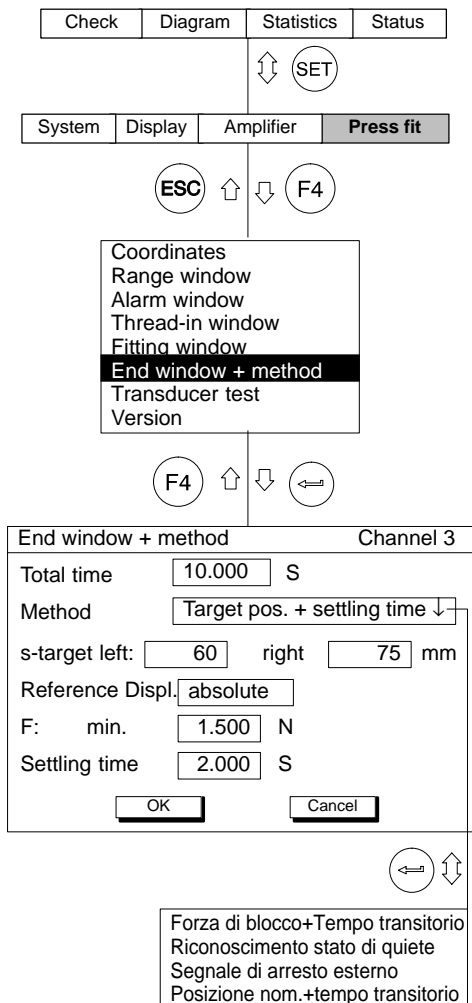 Check Diagram Statistics Status
SET
System Display Amplifier Press fit
ESC F4
Coordinates
Range window
Alarm window
Thread-in window
Fitting window
End window + method
Transducer test
Version
F4
End window + method Channel 3
Total time 10.000 S
Method Target pos. + settling time ↓
s-target left: 60 right 75 mm
Reference Displ. absolute
F: min. 1.500 N
Settling time 2.000 S
OK Cancel
Forza di blocco+Tempo transitorio
Riconoscimento stato di quiete
Segnale di arresto esterno
Posizione nom.+tempo transitorio